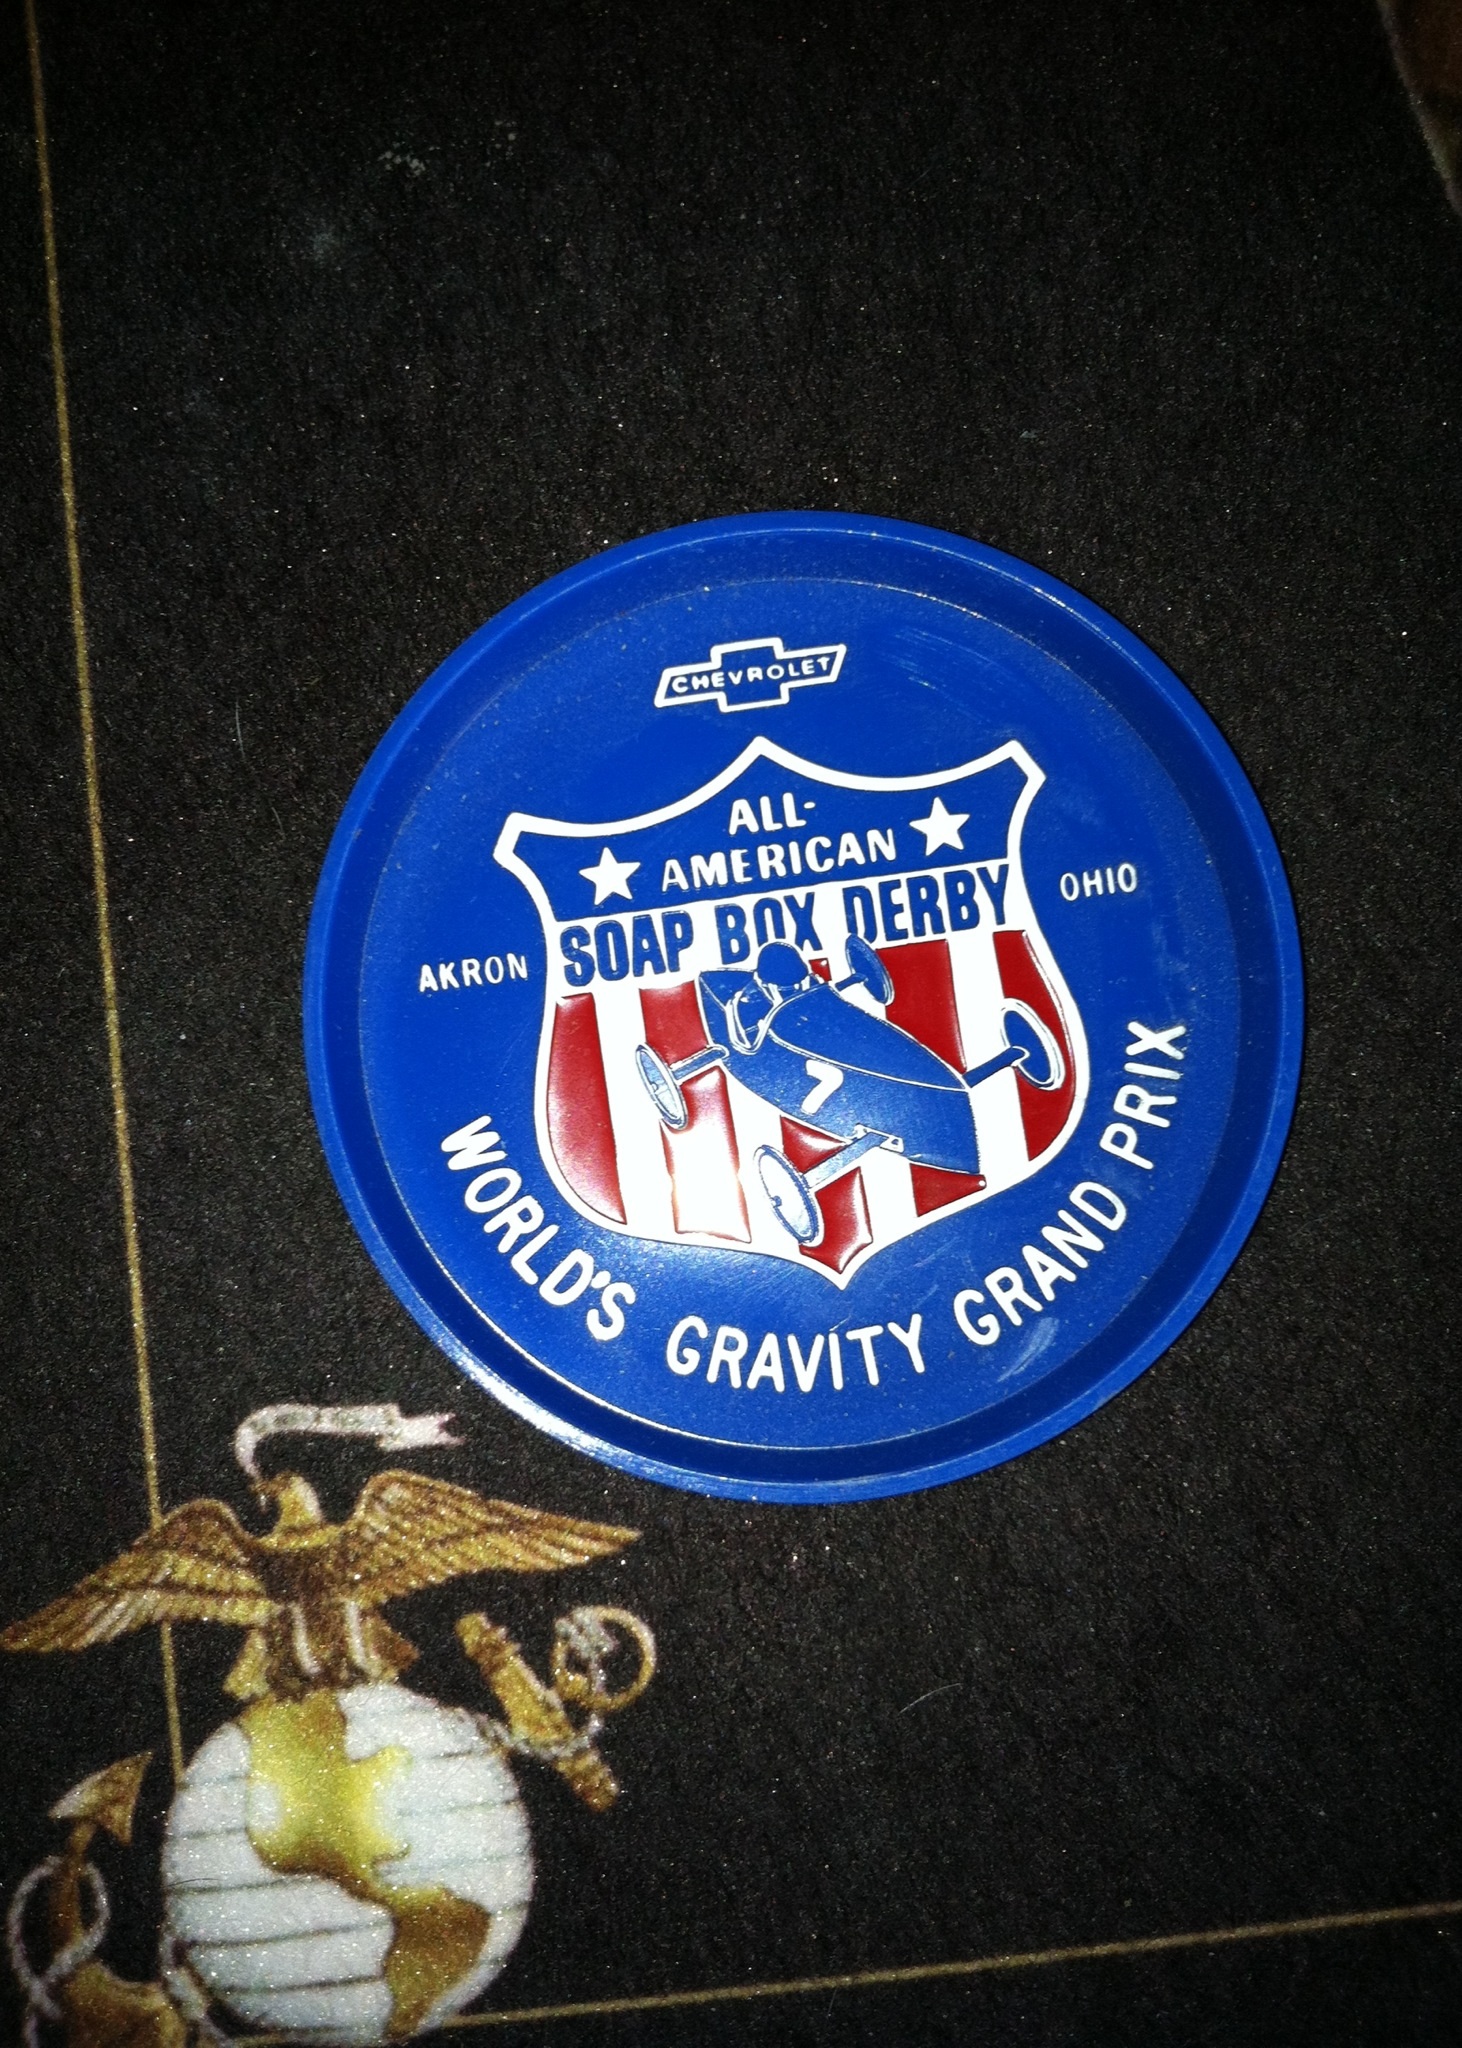 CHEVROLET
ALL-
AMERICAN
SOAP BOX DERBY
AKRON
OHIO
7
WORLD'S GRAVITY GRAND PRIX